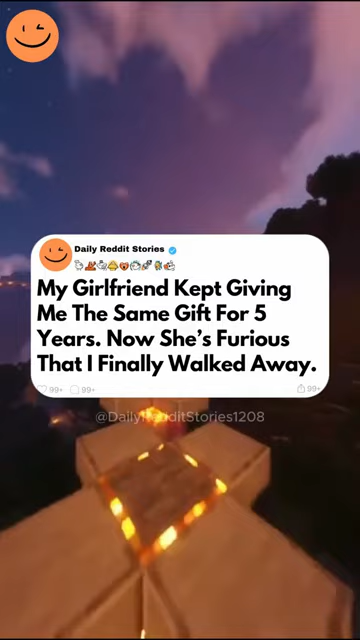 Daily Reddit Stories
My Girlfriend Kept Giving
Me The Same Gift For 5
Years. Now She’s Furious
That I Finally Walked Away.
99+ 99+ 99+
@DailyRedditStories1208